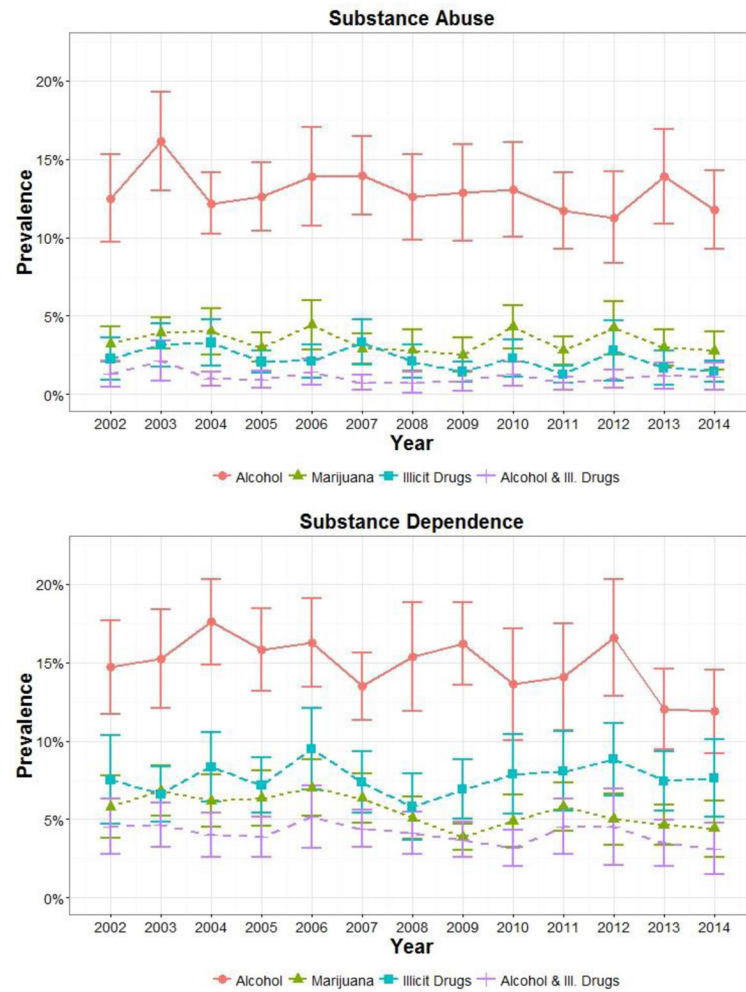 Substance Abuse
20%
15%
10%
5%
0%
Prevalence
2002 2003 2004 2005 2006 2007 2008 2009 2010 2011 2012 2013 2014
Year
Alcohol Marijuana Illicit Drugs Alcohol & Ill. Drugs
Substance Dependence
20%
15%
10%
5%
0%
Prevalence
2002 2003 2004 2005 2006 2007 2008 2009 2010 2011 2012 2013 2014
Year
Alcohol Marijuana Illicit Drugs Alcohol & Ill. Drugs